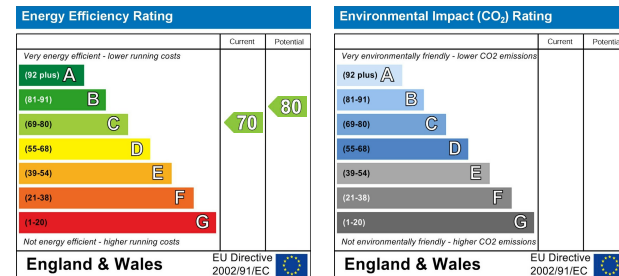 Energy Efficiency Rating
Current Potential
Very energy efficient - lower running costs
(92 plus) A
(81-91) B
(69-80) C
(55-68) D
(39-54) E
(21-38) F
(1-20) G
70
80
Not energy efficient - higher running costs
England & Wales
EU Directive
2002/91/EC
Environmental Impact (CO₂) Rating
Current Potentia
Very environmentally friendly - lower CO2 emissions
(92 plus) A
(81-91) B
(69-80) C
(55-68) D
(39-54) E
(21-38) F
(1-20) G
Not environmentally friendly - higher CO2 emissions
England & Wales
EU Directive
2002/91/EC